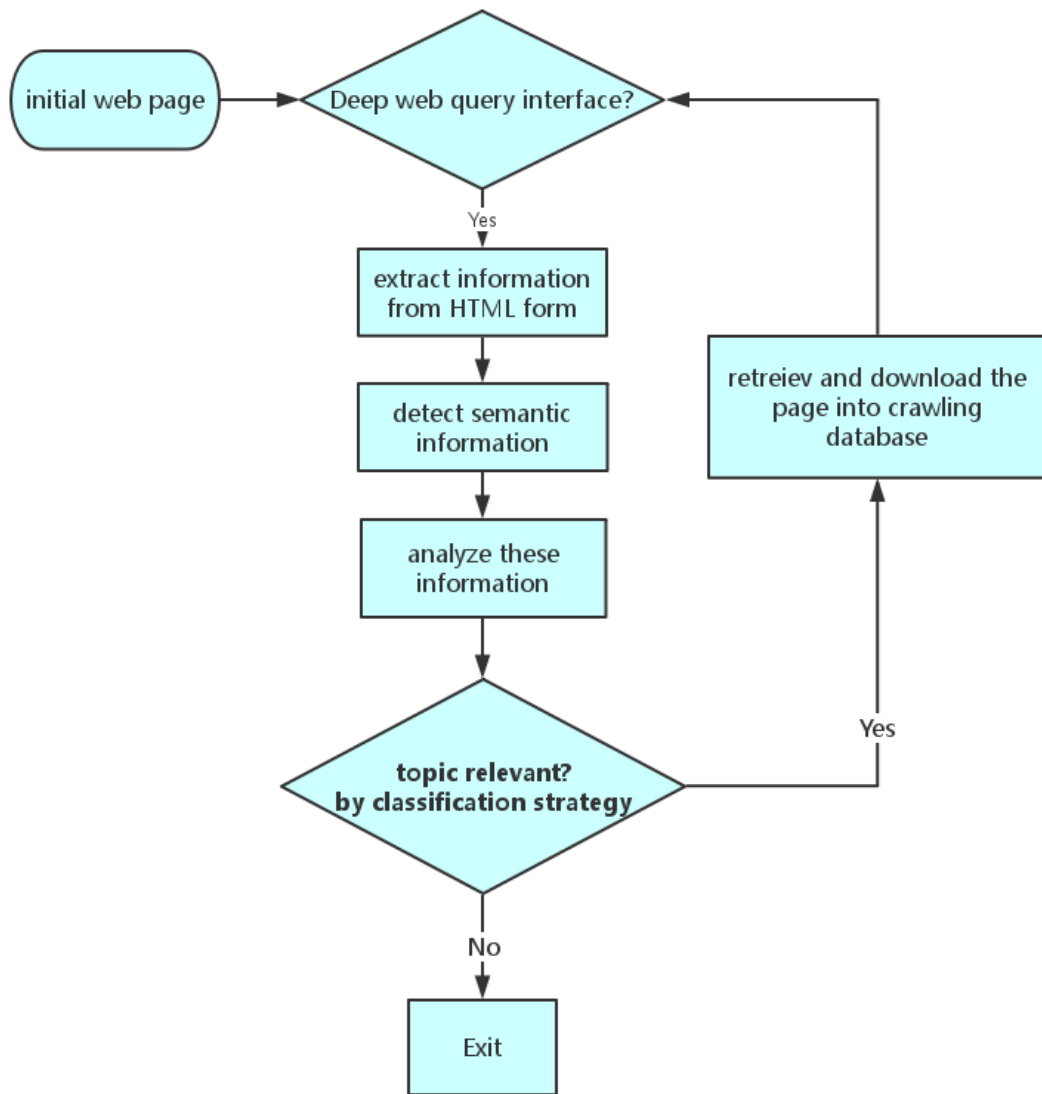 initial web page
Deep web query interface?
Yes
extract information
from HTML form
detect semantic
information
analyze these
information
topic relevant?
by classification strategy
Yes
retreiev and download the
page into crawling
database
No
Exit